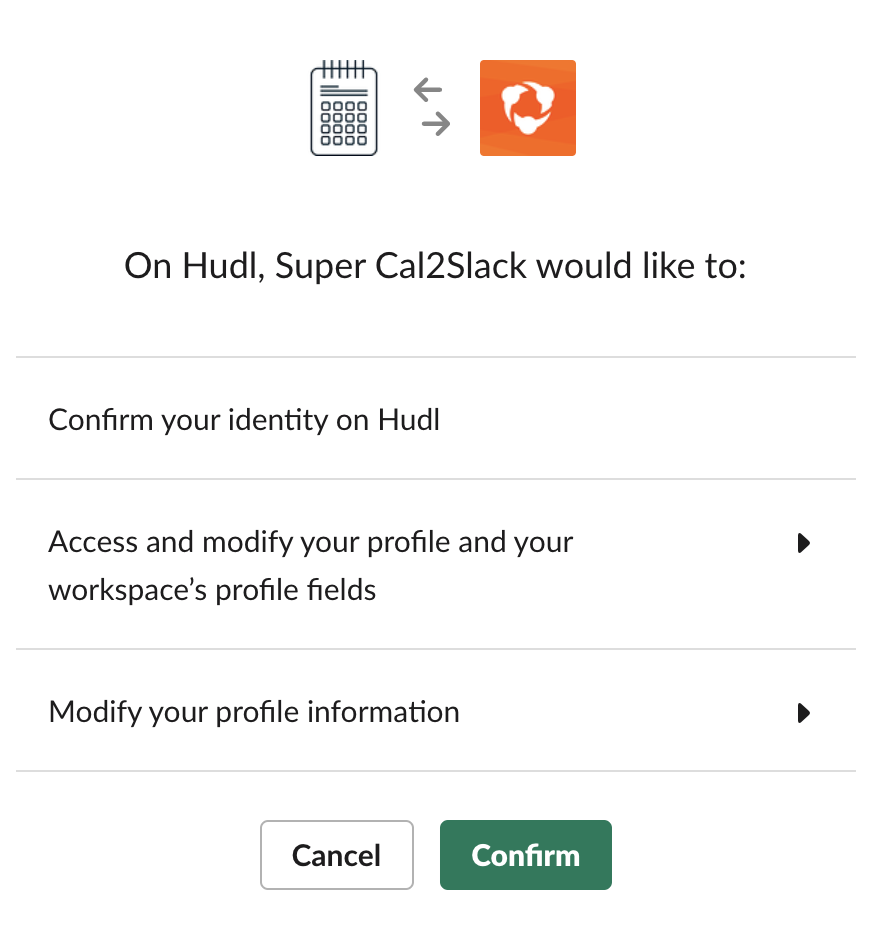 On Hudl, Super Cal2Slack would like to:
Confirm your identity on Hudl
Access and modify your profile and your
workspace’s profile fields
Modify your profile information
Cancel
Confirm